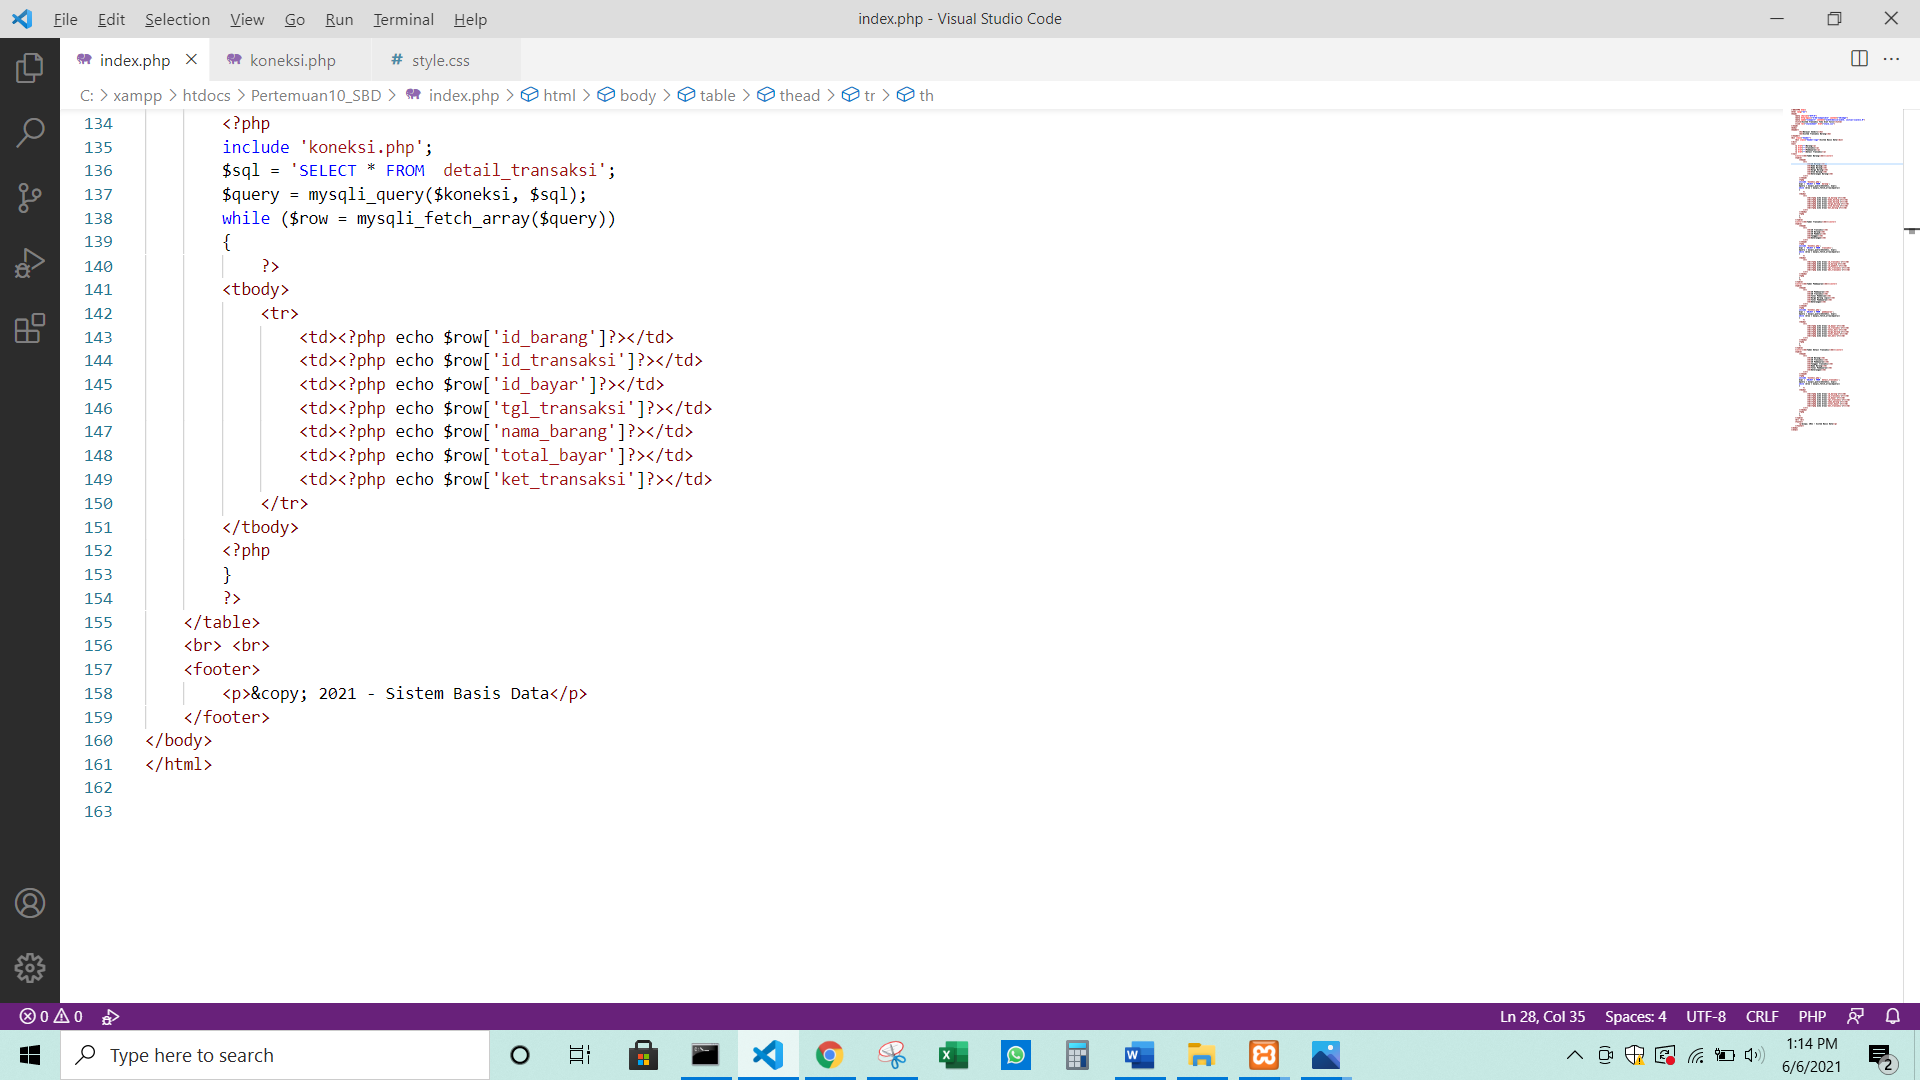 File Edit Selection View Go Run Terminal Help
index.php - Visual Studio Code
index.php
koneksi.php
# style.css
C: > xampp > htdocs > Pertemuan10_SBD > index.php > html > body > table > thead > tr > th
134 <?php
135 include 'koneksi.php';
136 $sql = 'SELECT * FROM  detail_transaksi';
137 $query = mysqli_query($koneksi, $sql);
138 while ($row = mysqli_fetch_array($query))
139 {
140 ?>
141 <tbody>
142 <tr>
143 <td><?php echo $row['id_barang']?></td>
144 <td><?php echo $row['id_transaksi']?></td>
145 <td><?php echo $row['id_bayar']?></td>
146 <td><?php echo $row['tgl_transaksi']?></td>
147 <td><?php echo $row['nama_barang']?></td>
148 <td><?php echo $row['total_bayar']?></td>
149 <td><?php echo $row['ket_transaksi']?></td>
150 </tr>
151 </tbody>
152 <?php
153 }
154 ?>
155 </table>
156 <br> <br>
157 <footer>
158 <p>&copy; 2021 - Sistem Basis Data</p>
159 </footer>
160 </body>
161 </html>
162
163
0 0
Ln 28, Col 35 Spaces: 4 UTF-8 CRLF PHP
Type here to search
1:14 PM
6/6/2021
2